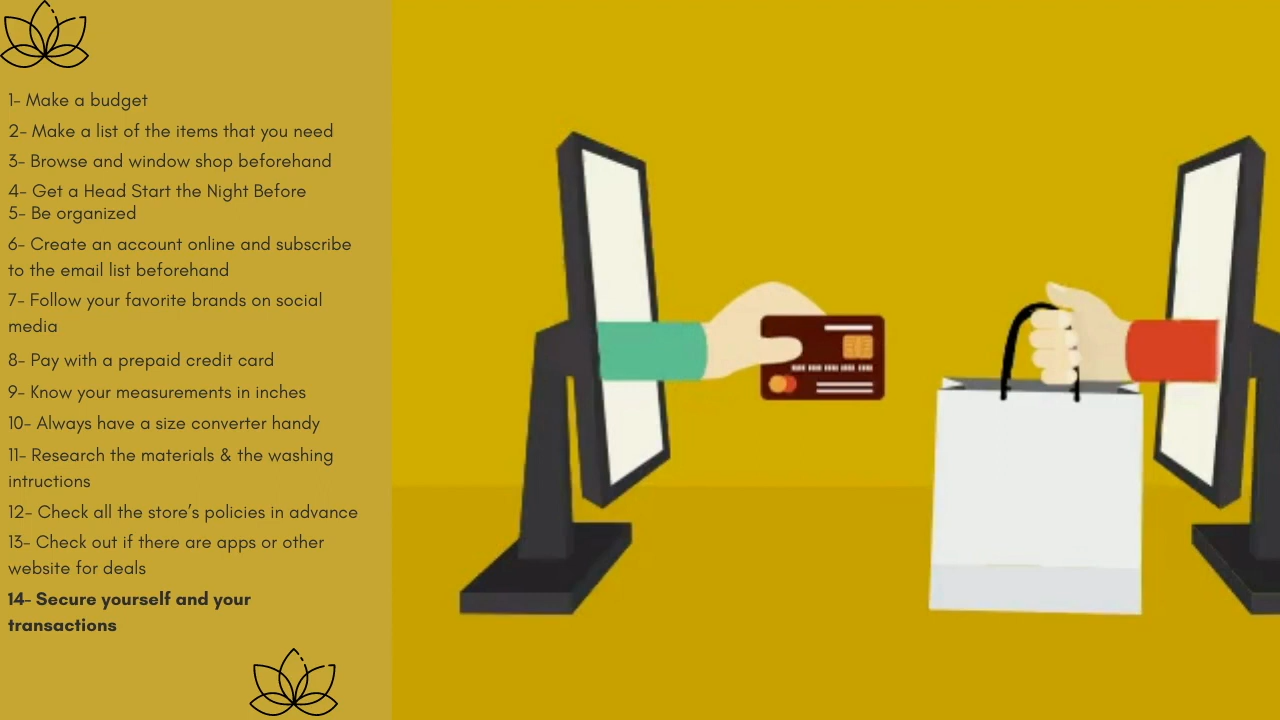 1- Make a budget
2- Make a list of the items that you need
3- Browse and window shop beforehand
4- Get a Head Start the Night Before
5- Be organized
6- Create an account online and subscribe
to the email list beforehand
7- Follow your favorite brands on social
media
8- Pay with a prepaid credit card
9- Know your measurements in inches
10- Always have a size converter handy
11- Research the materials & the washing
intructions
12- Check all the store’s policies in advance
13- Check out if there are apps or other
website for deals
14- Secure yourself and your
transactions